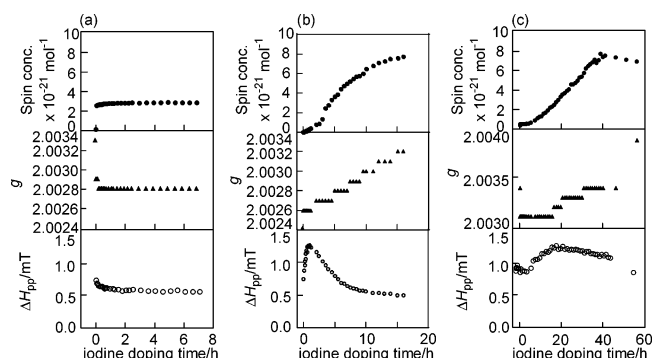 (a) (b) (c)
Spin conc. × 10⁻²¹ mol⁻¹
10 8 6 4 2 0
g
2.0034 2.0032 2.0030 2.0028 2.0026 2.0024
ΔHpp/mT
1.5 1.0 0.5 0.0
0 2 4 6 8
iodine doping time/h
Spin conc. × 10⁻²¹ mol⁻¹
10 8 6 4 2 0
g
2.0034 2.0032 2.0030 2.0028 2.0026 2.0024
ΔHpp/mT
1.5 1.0 0.5 0.0
0 10 20
iodine doping time/h
Spin conc. × 10⁻²¹ mol⁻¹
10 8 6 4 2 0
g
2.0040 2.0035 2.0030
ΔHpp/mT
1.5 1.0 0.5 0.0
0 20 40 60
iodine doping time/h